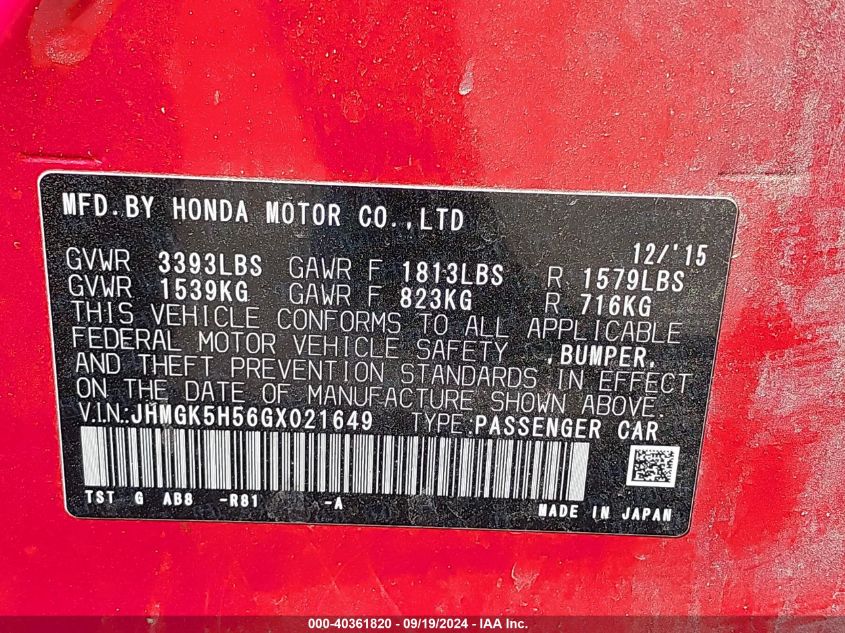 MFD.BY HONDA MOTOR CO.,LTD
12/'15
GVWR 3393LBS GAWR F 1813LBS R 1579LBS
GVWR 1539KG GAWR F 823KG R 716KG
THIS VEHICLE CONFORMS TO ALL APPLICABLE
FEDERAL MOTOR VEHICLE SAFETY ,BUMPER,
AND THEFT PREVENTION STANDARDS IN EFFECT
ON THE DATE OF MANUFACTURE SHOWN ABOVE.
V.I.N:JHMGK5H56GX021649 TYPE:PASSENGER CAR
TST G AB8 -R81 -A MADE IN JAPAN
000-40361820 - 09/19/2024 - IAA Inc.